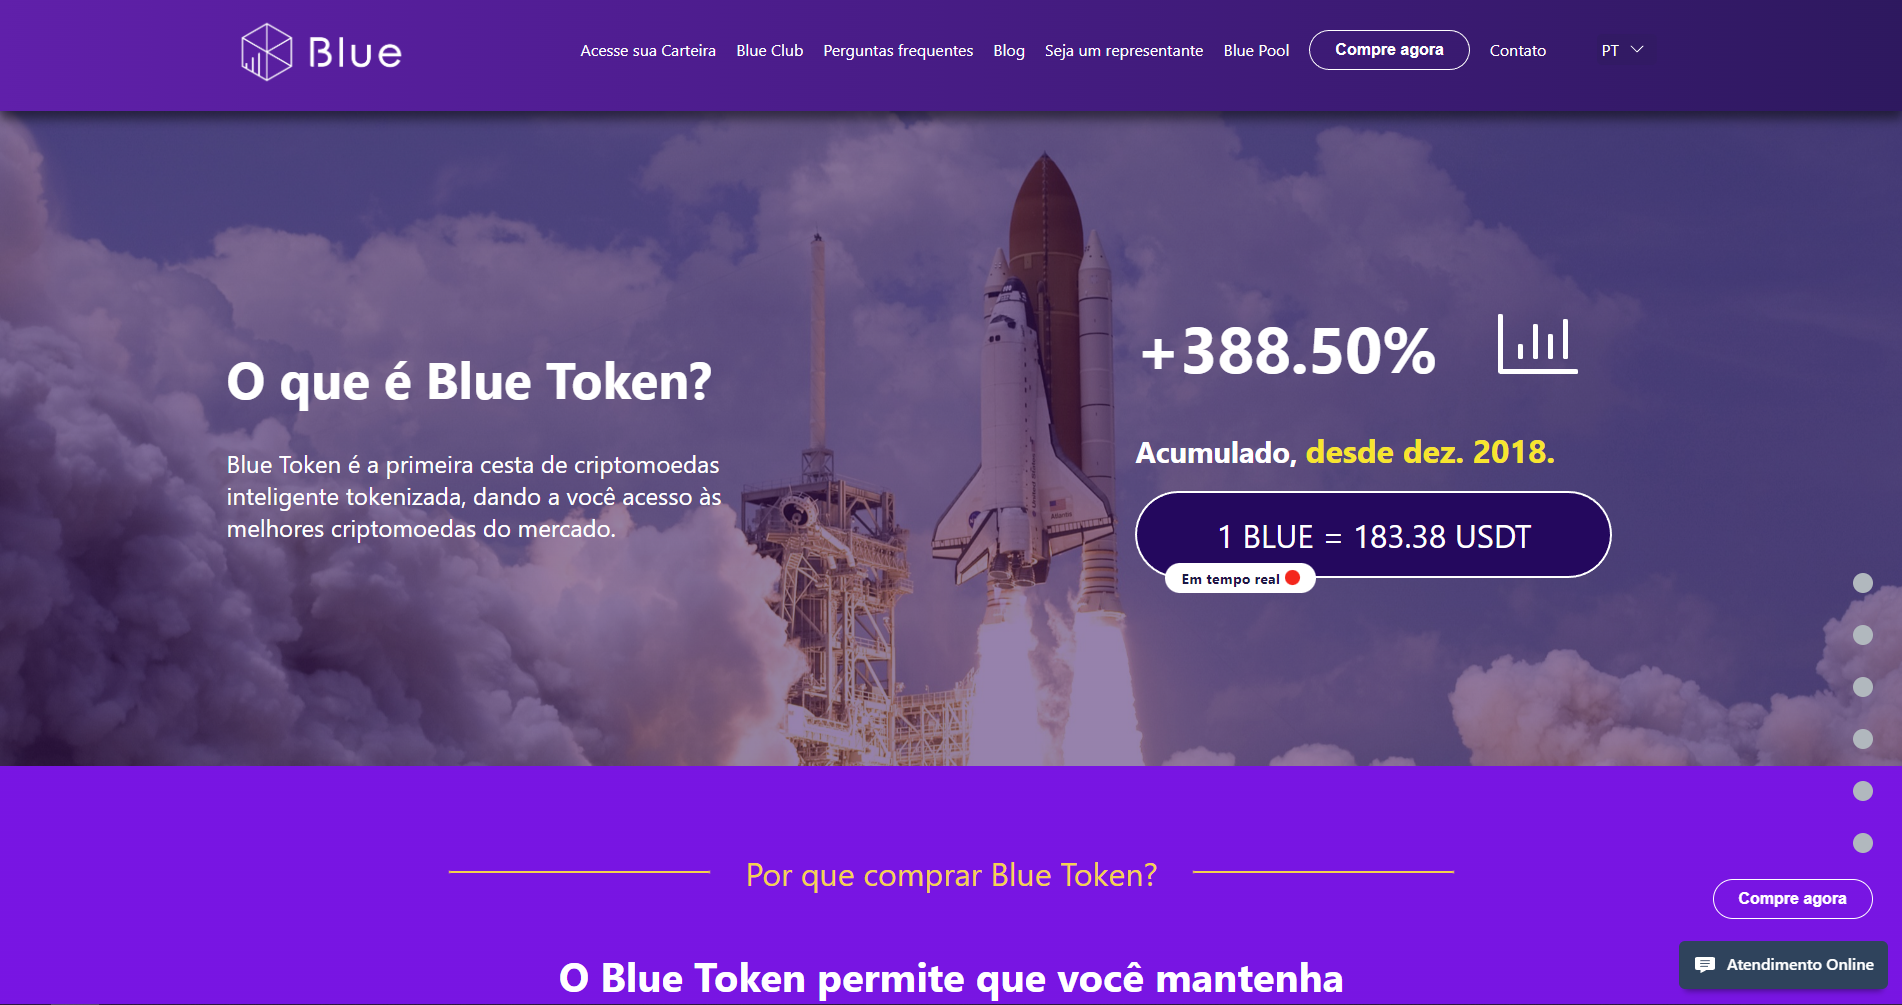 Blue
Acesse sua Carteira
Blue Club
Perguntas frequentes
Blog
Seja um representante
Blue Pool
Compre agora
Contato
PT
O que é Blue Token?
Blue Token é a primeira cesta de criptomoedas
inteligente tokenizada, dando a você acesso às
melhores criptomoedas do mercado.
+388.50%
Acumulado, desde dez. 2018.
1 BLUE = 183.38 USDT
Em tempo real
Por que comprar Blue Token?
O Blue Token permite que você mantenha
Compre agora
Atendimento Online